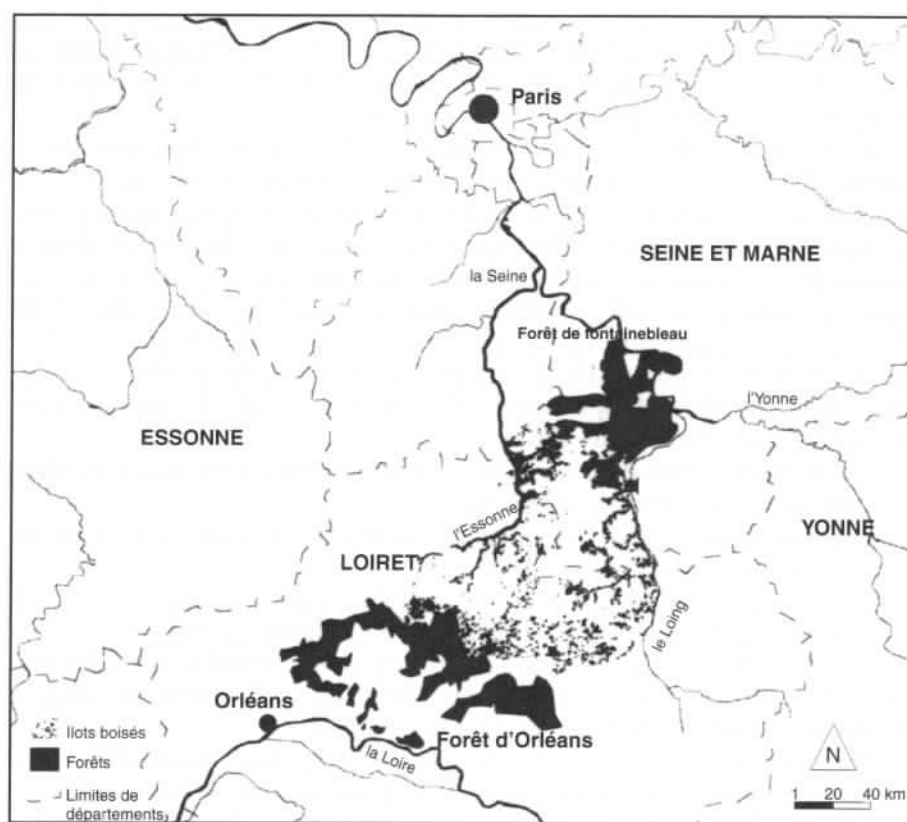 Paris
SEINE ET MARNE
la Seine
Forêt de fontainebleau
l'Yonne
ESSONNE
l'Essonne
YONNE
LOIRET
le Loing
Orléans
Ilots boisés
Forêt d'Orléans
Forêts
la Loire
N
Limites de
départements
1 20 40 km